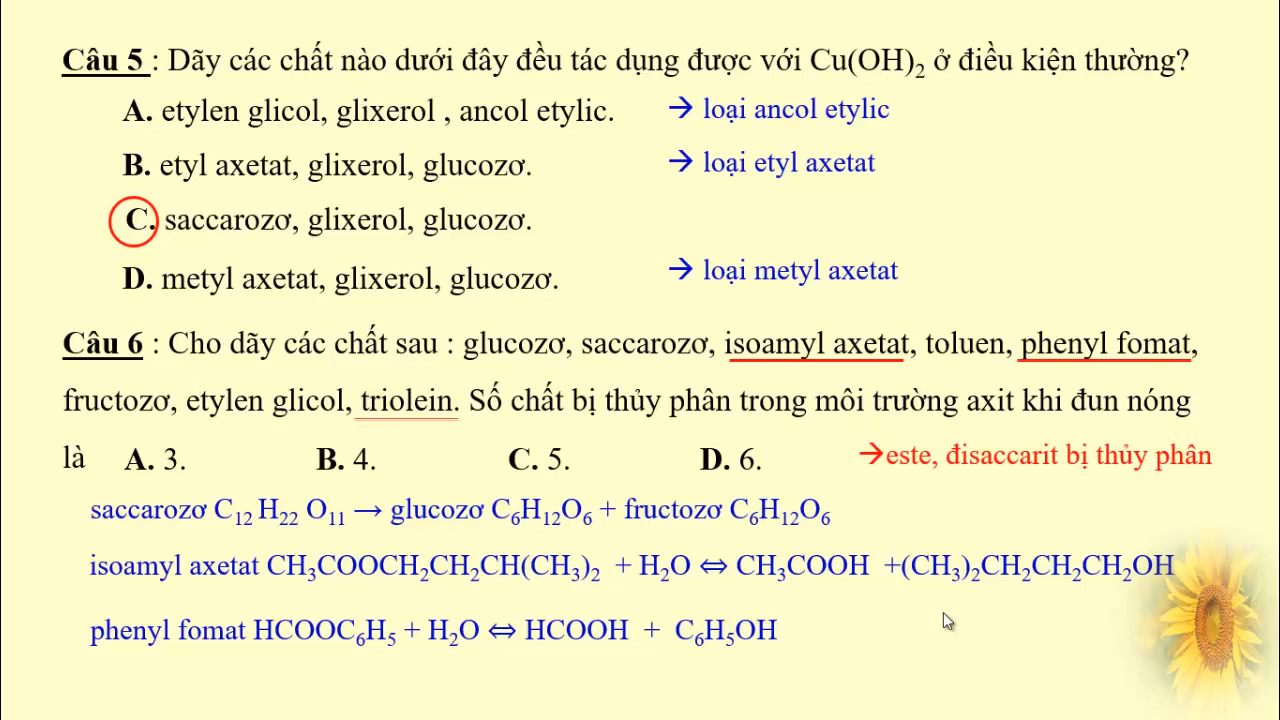 Câu 5 : Dãy các chất nào dưới đây đều tác dụng được với Cu(OH)₂ ở điều kiện thường?
A. etylen glicol, glixerol , ancol etylic. → loại ancol etylic
B. etyl axetat, glixerol, glucozơ. → loại etyl axetat
C. saccarozơ, glixerol, glucozơ.
D. metyl axetat, glixerol, glucozơ. → loại metyl axetat
Câu 6 : Cho dãy các chất sau : glucozơ, saccarozơ, isoamyl axetat, toluen, phenyl fomat,
fructozơ, etylen glicol, triolein. Số chất bị thủy phân trong môi trường axit khi đun nóng
là A. 3. B. 4. C. 5. D. 6. →este, đisaccarit bị thủy phân
saccarozơ C₁₂ H₂₂ O₁₁ → glucozơ C₆H₁₂O₆ + fructozơ C₆H₁₂O₆
isoamyl axetat CH₃COOCH₂CH₂CH(CH₃)₂ + H₂O ⇔ CH₃COOH +(CH₃)₂CH₂CH₂CH₂OH
phenyl fomat HCOOC₆H₅ + H₂O ⇔ HCOOH + C₆H₅OH